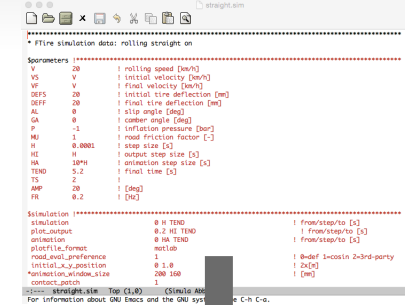 straight.sim
straight.sim
* FTire simulation data: rolling straight on
$parameters !************************************************************
V 20 ! rolling speed [km/h]
VS V ! initial velocity [km/h]
VF V ! final velocity [km/h]
DEFS 20 ! initial tire deflection [mm]
DEFF 20 ! final tire deflection [mm]
AL 0 ! slip angle [deg]
GA 0 ! camber angle [deg]
P -1 ! inflation pressure [bar]
MU 1 ! road friction factor [-]
H 0.0001 ! step size [s]
HI H ! output step size [s]
HA 10*H ! animation step size [s]
TEND 5.2 ! final time [s]
TS 2 !
AMP 20 ! [deg]
FR 0.2 ! [Hz]
$simulation !************************************************************
simulation 0 H TEND ! from/step/to [s]
plot_output 0.2 HI TEND ! from/step/to [s]
animation 0 HA TEND ! from/step/to [s]
plotfile_format matlab
road_eval_preference 1 ! 0=def 1=cosin 2=3rd-party
initial_x_y_position 0 1.0 ! 2x[m]
*animation_window_size 200 160 ! [mm]
contact_patch 1
-:--- straight.sim Top (1,0) (Simula Abb
For information about GNU Emacs and the GNU sys e C-h C-a.